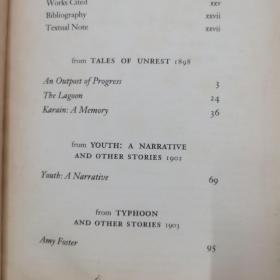 Works Cited xxv
Bibliography xxvii
Textual Note xxvii
from TALES OF UNREST 1898
An Outpost of Progress 3
The Lagoon 24
Karain: A Memory 36
from YOUTH: A NARRATIVE
AND OTHER STORIES 1902
Youth: A Narrative 69
from TYPHOON
AND OTHER STORIES 1903
Amy Foster 95